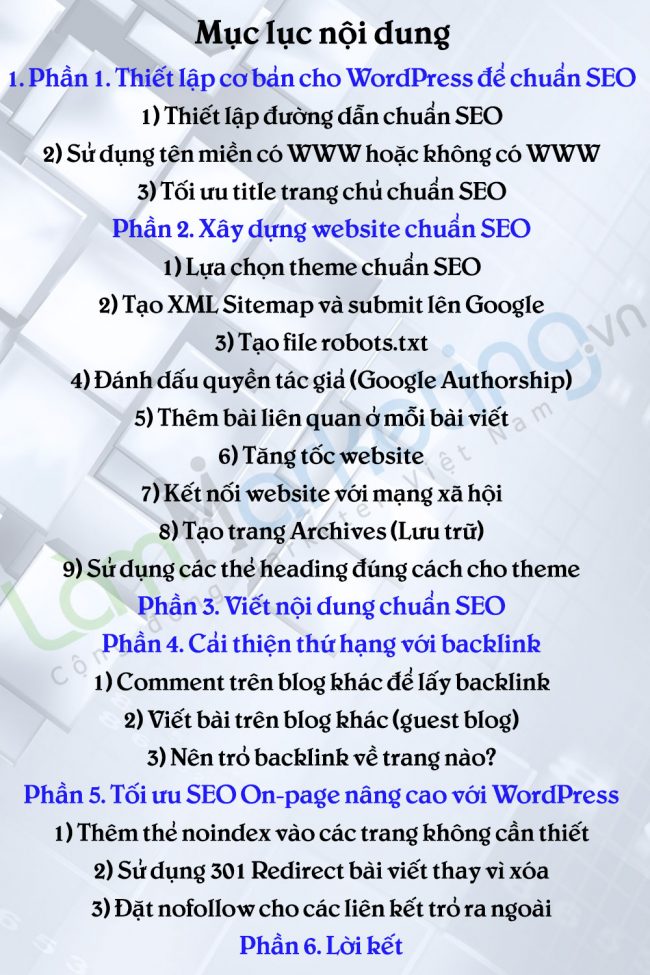 Mục lục nội dung
1. Phần 1. Thiết lập cơ bản cho WordPress để chuẩn SEO
1) Thiết lập đường dẫn chuẩn SEO
2) Sử dụng tên miền có WWW hoặc không có WWW
3) Tối ưu title trang chủ chuẩn SEO
Phần 2. Xây dựng website chuẩn SEO
1) Lựa chọn theme chuẩn SEO
2) Tạo XML Sitemap và submit lên Google
3) Tạo file robots.txt
4) Đánh dấu quyền tác giả (Google Authorship)
5) Thêm bài liên quan ở mỗi bài viết
6) Tăng tốc website
7) Kết nối website với mạng xã hội
8) Tạo trang Archives (Lưu trữ)
9) Sử dụng các thẻ heading đúng cách cho theme
Phần 3. Viết nội dung chuẩn SEO
Phần 4. Cải thiện thứ hạng với backlink
1) Comment trên blog khác để lấy backlink
2) Viết bài trên blog khác (guest blog)
3) Nên trỏ backlink về trang nào?
Phần 5. Tối ưu SEO On-page nâng cao với WordPress
1) Thêm thẻ noindex vào các trang không cần thiết
2) Sử dụng 301 Redirect bài viết thay vì xóa
3) Đặt nofollow cho các liên kết trỏ ra ngoài
Phần 6. Lời kết
LàmMarketing.vn
Cộng đồng Marketer Việt Nam